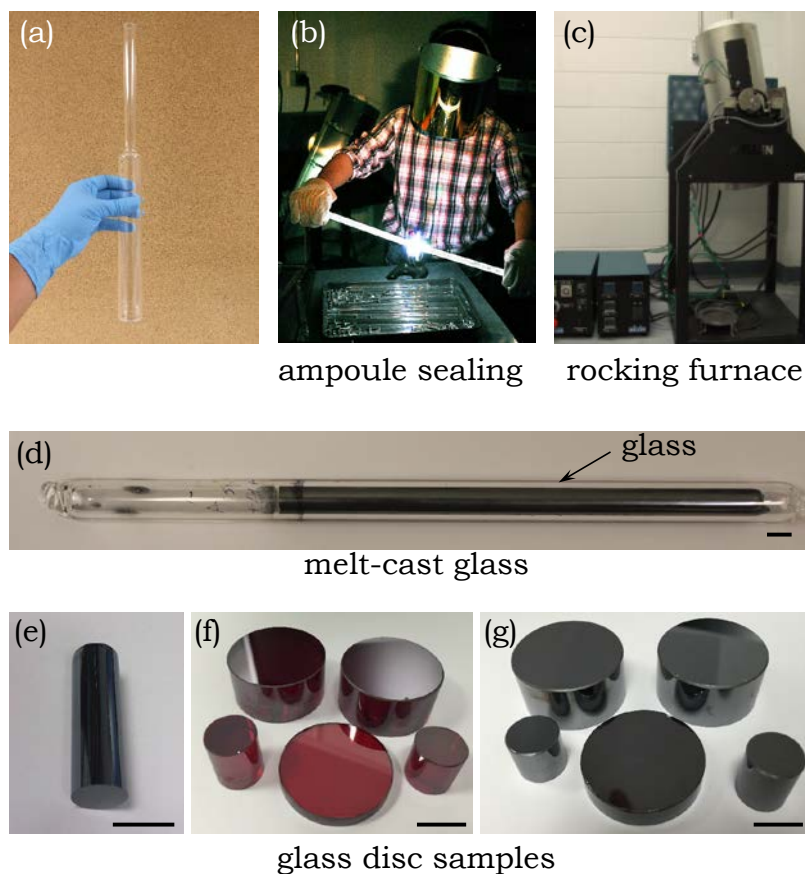 (a)
(b)
(c)
ampoule sealing
rocking furnace
(d)
glass
melt-cast glass
(e)
(f)
(g)
glass disc samples